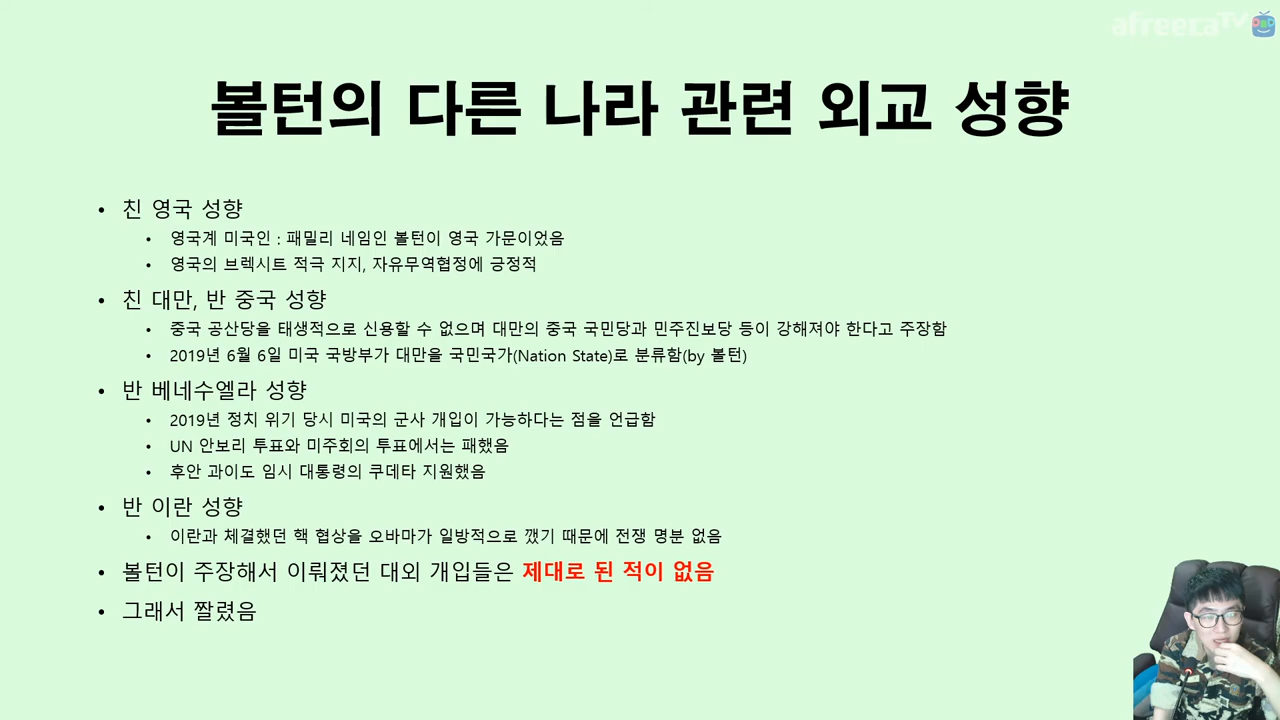 afreecaTV
볼턴의 다른 나라 관련 외교 성향
• 친 영국 성향
• 영국계 미국인 : 패밀리 네임인 볼턴이 영국 가문이었음
• 영국의 브렉시트 적극 지지, 자유무역협정에 긍정적
• 친 대만, 반 중국 성향
• 중국 공산당을 태생적으로 신용할 수 없으며 대만의 중국 국민당과 민주진보당 등이 강해져야 한다고 주장함
• 2019년 6월 6일 미국 국방부가 대만을 국민국가(Nation State)로 분류함(by 볼턴)
• 반 베네수엘라 성향
• 2019년 정치 위기 당시 미국의 군사 개입이 가능하다는 점을 언급함
• UN 안보리 투표와 미주회의 투표에서는 패했음
• 후안 과이도 임시 대통령의 쿠데타 지원했음
• 반 이란 성향
• 이란과 체결했던 핵 협상을 오바마가 일방적으로 깼기 때문에 전쟁 명분 없음
• 볼턴이 주장해서 이뤄졌던 대외 개입들은 제대로 된 적이 없음
• 그래서 짤렸음